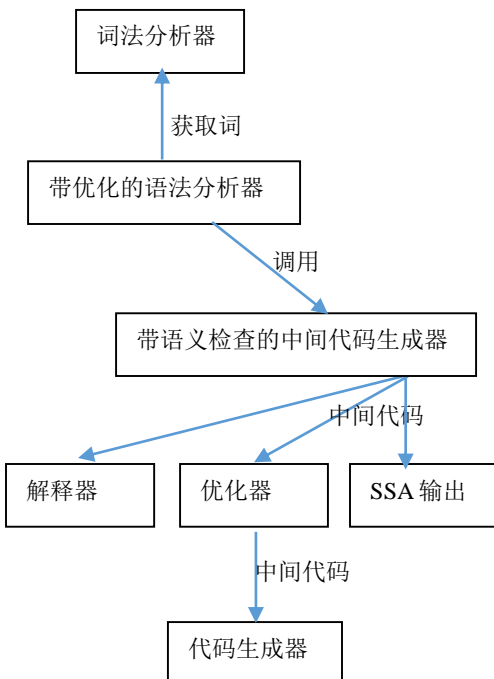 词法分析器
获取词
带优化的语法分析器
调用
带语义检查的中间代码生成器
中间代码
解释器
优化器
SSA 输出
中间代码
代码生成器